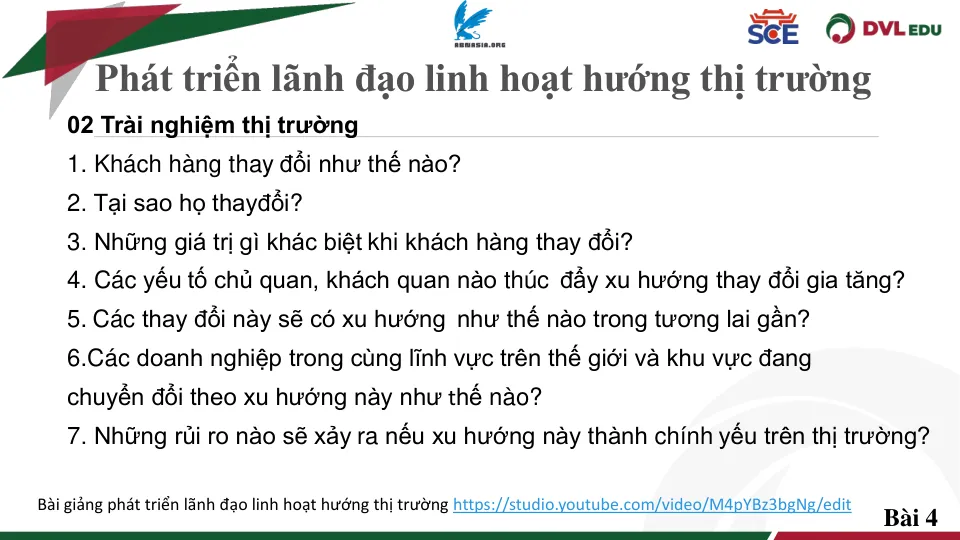 ARMASIA.ORG
SCE
DVL EDU
Phát triển lãnh đạo linh hoạt hướng thị trường
02 Trài nghiệm thị trường
1. Khách hàng thay đổi như thế nào?
2. Tại sao họ thayđổi?
3. Những giá trị gì khác biệt khi khách hàng thay đổi?
4. Các yếu tố chủ quan, khách quan nào thúc đẩy xu hướng thay đổi gia tăng?
5. Các thay đổi này sẽ có xu hướng như thế nào trong tương lai gần?
6.Các doanh nghiệp trong cùng lĩnh vực trên thế giới và khu vực đang
chuyển đổi theo xu hướng này như thế nào?
7. Những rủi ro nào sẽ xảy ra nếu xu hướng này thành chính yếu trên thị trường?
Bài giảng phát triển lãnh đạo linh hoạt hướng thị trường https://studio.youtube.com/video/M4pYBz3bgNg/edit
Bài 4